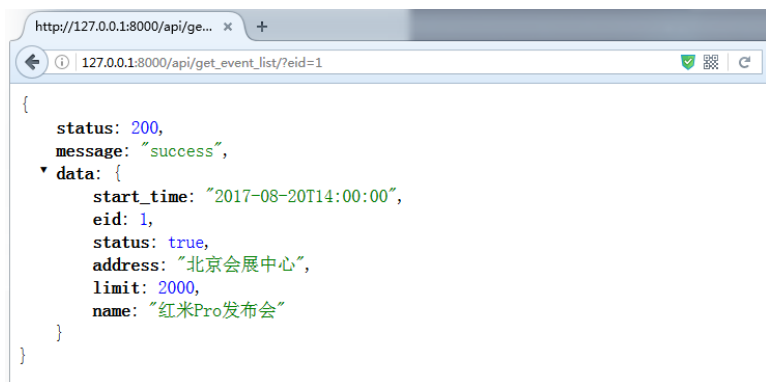 http://127.0.0.1:8000/api/ge... × +
127.0.0.1:8000/api/get_event_list/?eid=1
{
status: 200,
message: "success",
data: {
start_time: "2017-08-20T14:00:00",
eid: 1,
status: true,
address: "北京会展中心",
limit: 2000,
name: "红米Pro发布会"
}
}